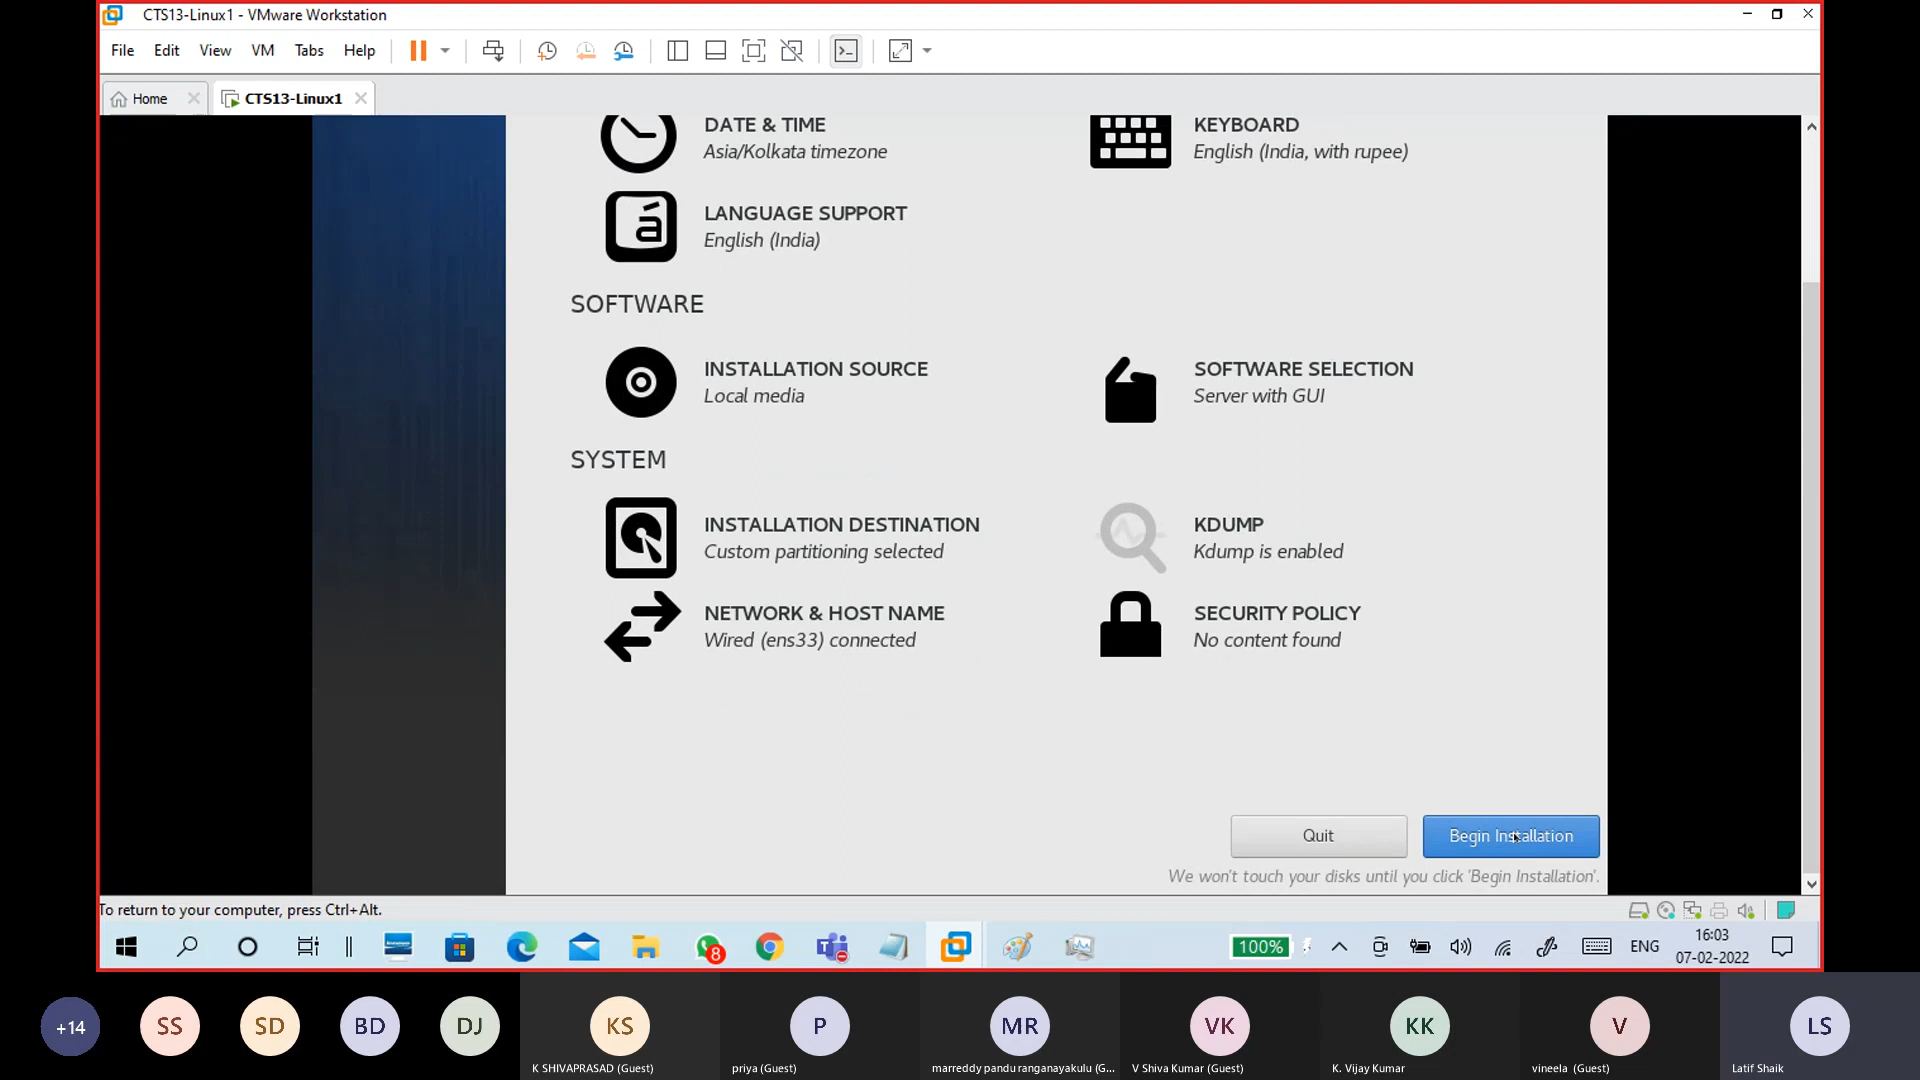 CTS13-Linux1 - VMware Workstation
File Edit View VM Tabs Help
Home CTS13-Linux1
DATE & TIME
Asia/Kolkata timezone
KEYBOARD
English (India, with rupee)
LANGUAGE SUPPORT
English (India)
SOFTWARE
INSTALLATION SOURCE
Local media
SOFTWARE SELECTION
Server with GUI
SYSTEM
INSTALLATION DESTINATION
Custom partitioning selected
KDUMP
Kdump is enabled
NETWORK & HOST NAME
Wired (ens33) connected
SECURITY POLICY
No content found
Quit
Begin Installation
We won't touch your disks until you click 'Begin Installation'.
To return to your computer, press Ctrl+Alt.
8
100%
ENG
16:03
07-02-2022
+14
SS
SD
BD
DJ
KS
K SHIVAPRASAD (Guest)
P
priya (Guest)
MR
marreddy pandu ranganayakulu (G...
VK
V Shiva Kumar (Guest)
KK
K. Vijay Kumar
V
vineela (Guest)
LS
Latif Shaik